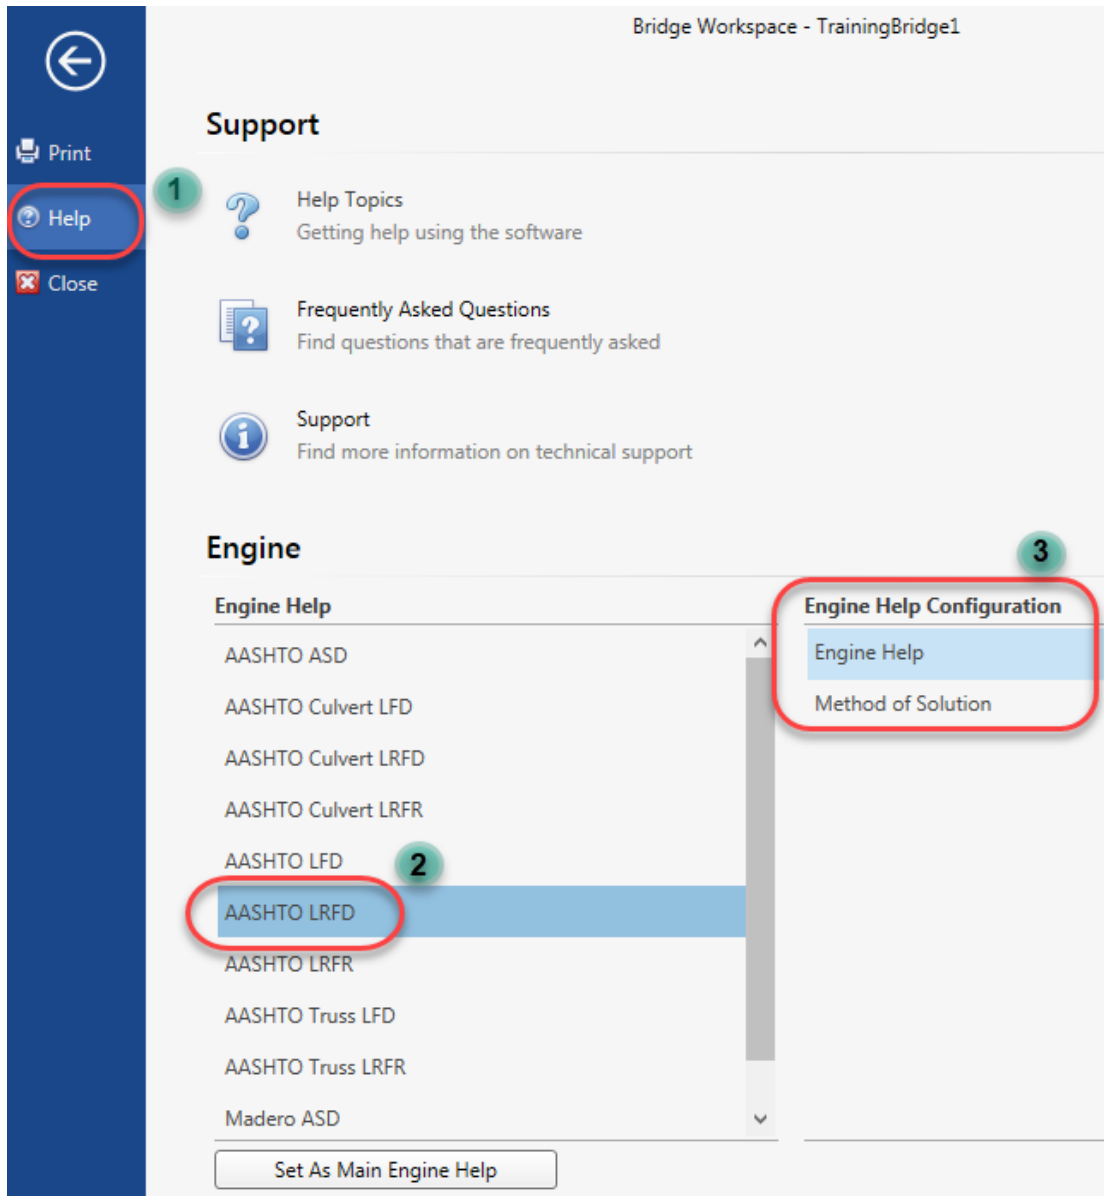 Bridge Workspace - TrainingBridge1
Print
Help
Close
1
Support
Help Topics
Getting help using the software
Frequently Asked Questions
Find questions that are frequently asked
Support
Find more information on technical support
Engine
3
Engine Help
AASHTO ASD
AASHTO Culvert LFD
AASHTO Culvert LRFD
AASHTO Culvert LRFR
AASHTO LFD
2
AASHTO LRFD
AASHTO LRFR
AASHTO Truss LFD
AASHTO Truss LRFR
Madero ASD
Set As Main Engine Help
Engine Help Configuration
Engine Help
Method of Solution